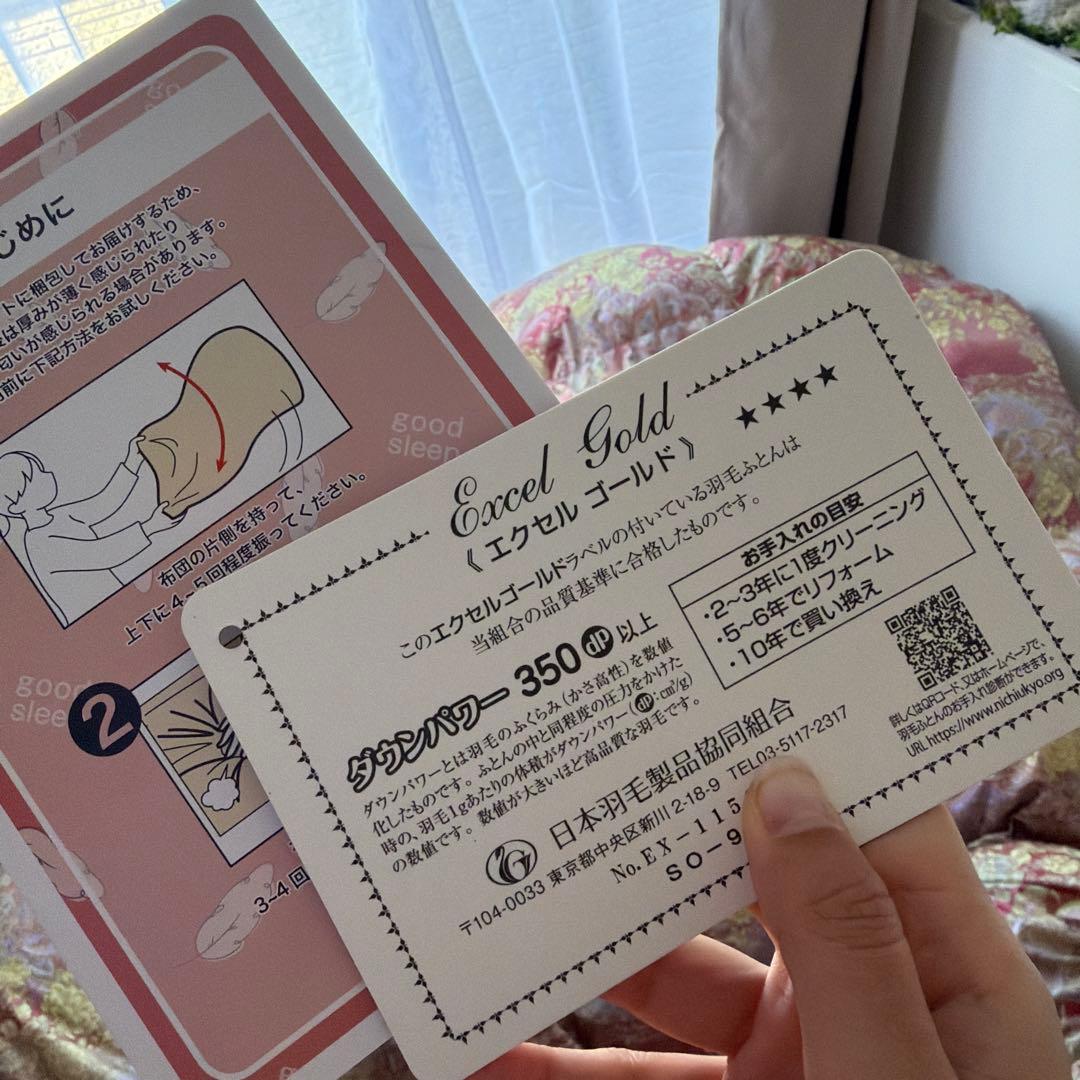 じめに
トに梱包してお届けするため、
は厚みが薄く感じられたり
匂いが感じられる場合があります。
前に下記方法をお試しください。
good
sleep
布団の片側を持って、
上下に4~5回程度振ってください。
good
slee
2
3~4回
Excel Gold
★★★★
《エクセル ゴールド》
このエクセルゴールドラベルの付いている羽毛ふとんは
当組合の品質基準に合格したものです。
ダウンパワー 350 dP 以上
ダウンパワーとは羽毛のふくらみ(かさ高性)を数値
化したものです。ふとんの中と同程度の圧力をかけた
時の、羽毛1gあたりの体積がダウンパワー(dP:cm³/g)
の数値です。数値が大きいほど高品質な羽毛です。
お手入れの目安
・2~3年に1度クリーニング
・5~6年でリフォーム
・10年で買い換え
詳しくはQRコード、又はホームページで、
羽毛ふとんのお手入れ診断ができます。
URL https://www.nichiukyo.org
日本羽毛製品協同組合
〒104-0033 東京都中央区新川 2-18-9 TEL03-5117-2317
No.EX-115
SO-9